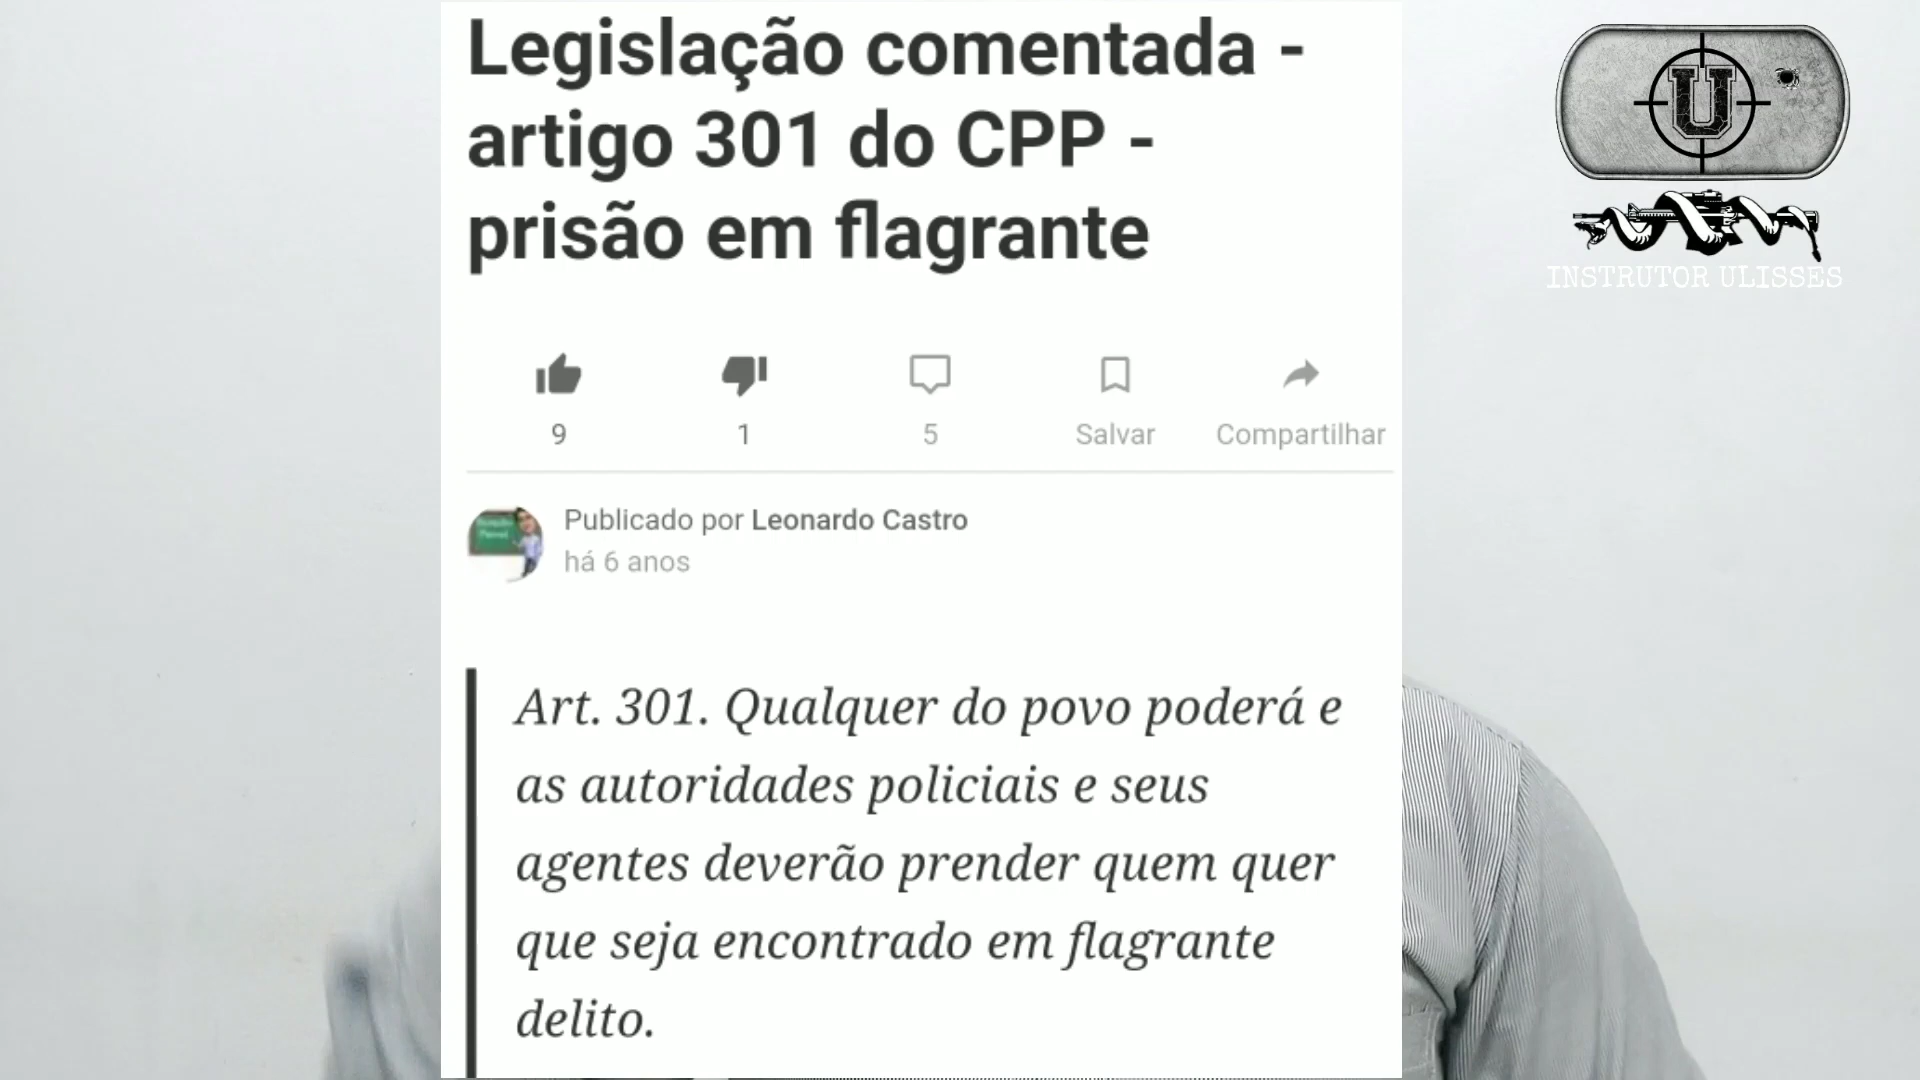 Legislação comentada -
artigo 301 do CPP -
prisão em flagrante
U
INSTRUTOR ULISSES
9
1
5
Salvar
Compartilhar
Publicado por Leonardo Castro
há 6 anos
Art. 301. Qualquer do povo poderá e
as autoridades policiais e seus
agentes deverão prender quem quer
que seja encontrado em flagrante
delito.